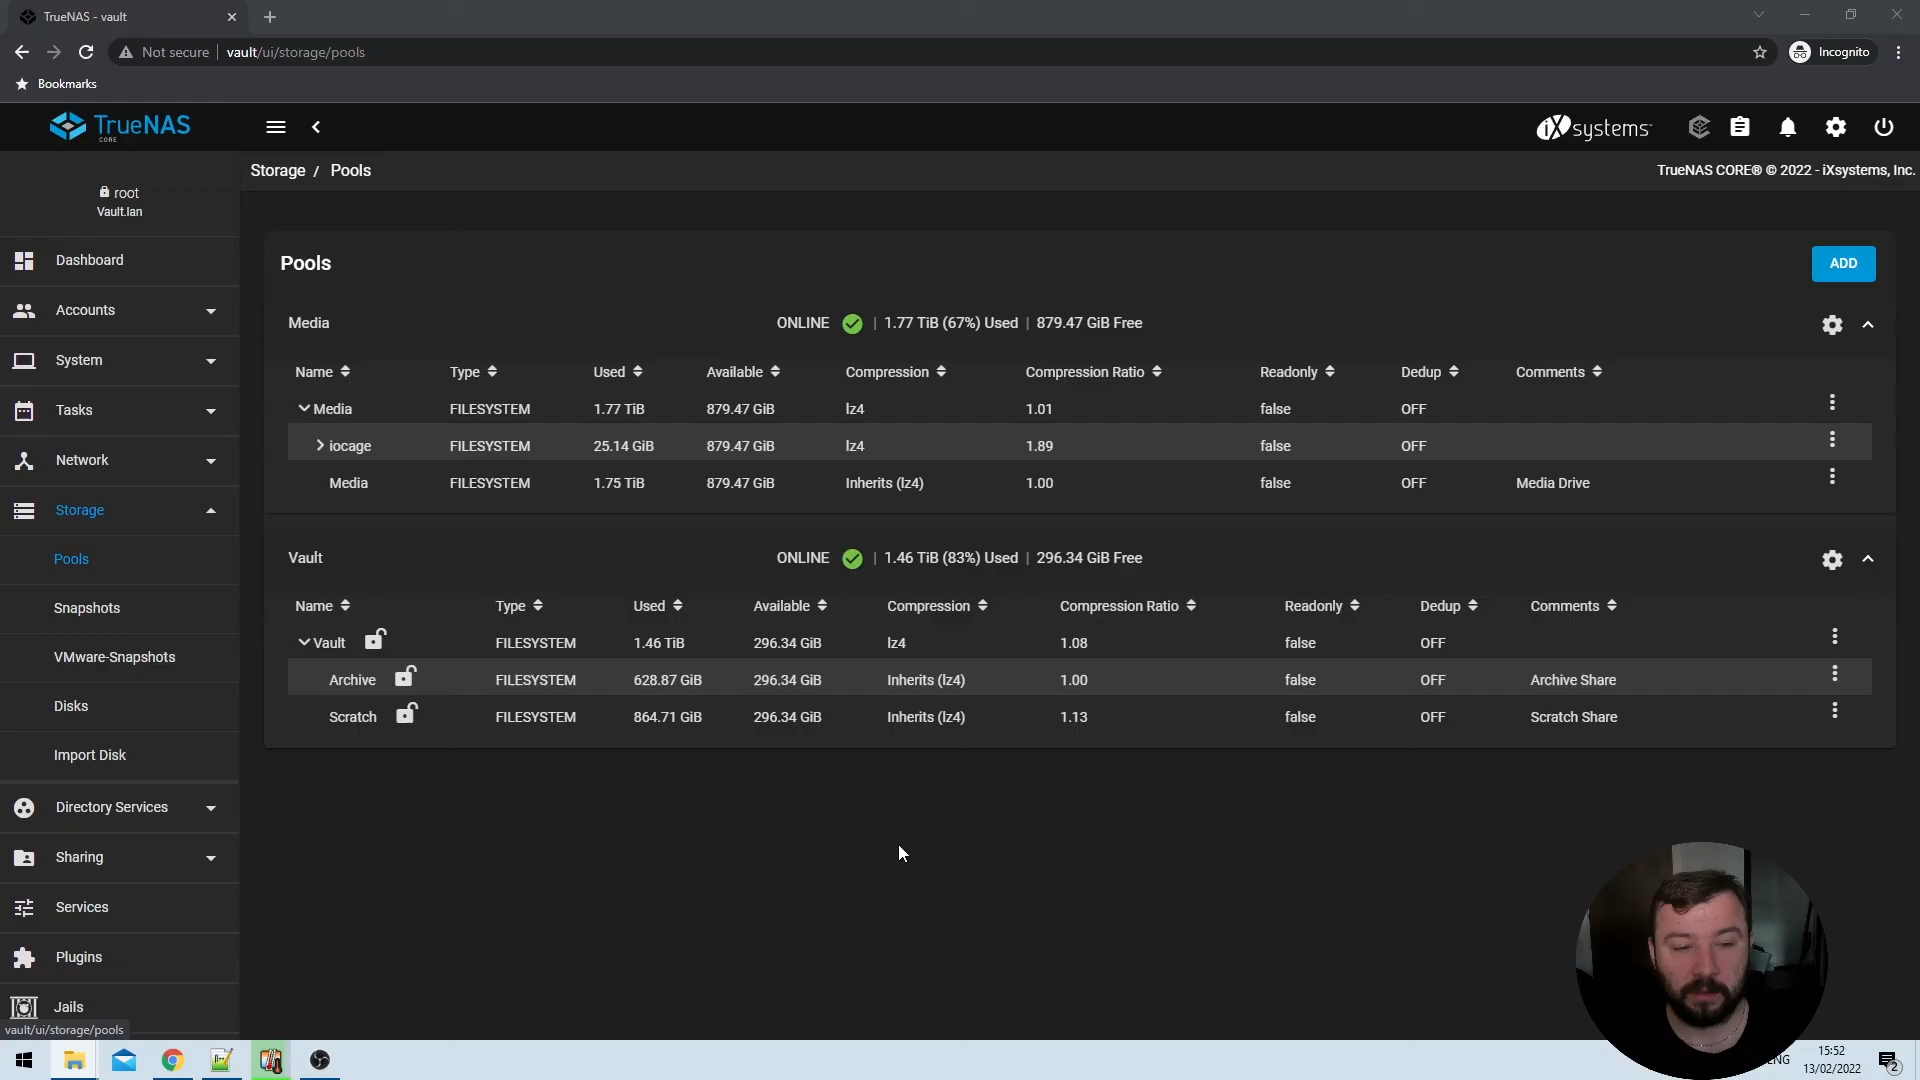 TrueNAS - vault
Not secure
vault/ui/storage/pools
Incognito
Bookmarks
TrueNAS
CORE
iXsystems
Storage / Pools
TrueNAS CORE® © 2022 - iXsystems, Inc.
root
Vault.lan
Dashboard
Accounts
System
Tasks
Network
Storage
Pools
Snapshots
VMware-Snapshots
Disks
Import Disk
Directory Services
Sharing
Services
Plugins
Jails
vault/ui/storage/pools
Pools
ADD
Media ONLINE | 1.77 TiB (67%) Used | 879.47 GiB Free
Name Type Used Available Compression Compression Ratio Readonly Dedup Comments
Media FILESYSTEM 1.77 TiB 879.47 GiB lz4 1.01 false OFF
iocage FILESYSTEM 25.14 GiB 879.47 GiB lz4 1.89 false OFF
Media FILESYSTEM 1.75 TiB 879.47 GiB Inherits (lz4) 1.00 false OFF Media Drive
Vault ONLINE | 1.46 TiB (83%) Used | 296.34 GiB Free
Name Type Used Available Compression Compression Ratio Readonly Dedup Comments
Vault FILESYSTEM 1.46 TiB 296.34 GiB lz4 1.08 false OFF
Archive FILESYSTEM 628.87 GiB 296.34 GiB Inherits (lz4) 1.00 false OFF Archive Share
Scratch FILESYSTEM 864.71 GiB 296.34 GiB Inherits (lz4) 1.13 false OFF Scratch Share
ENG
15:52
13/02/2022
2